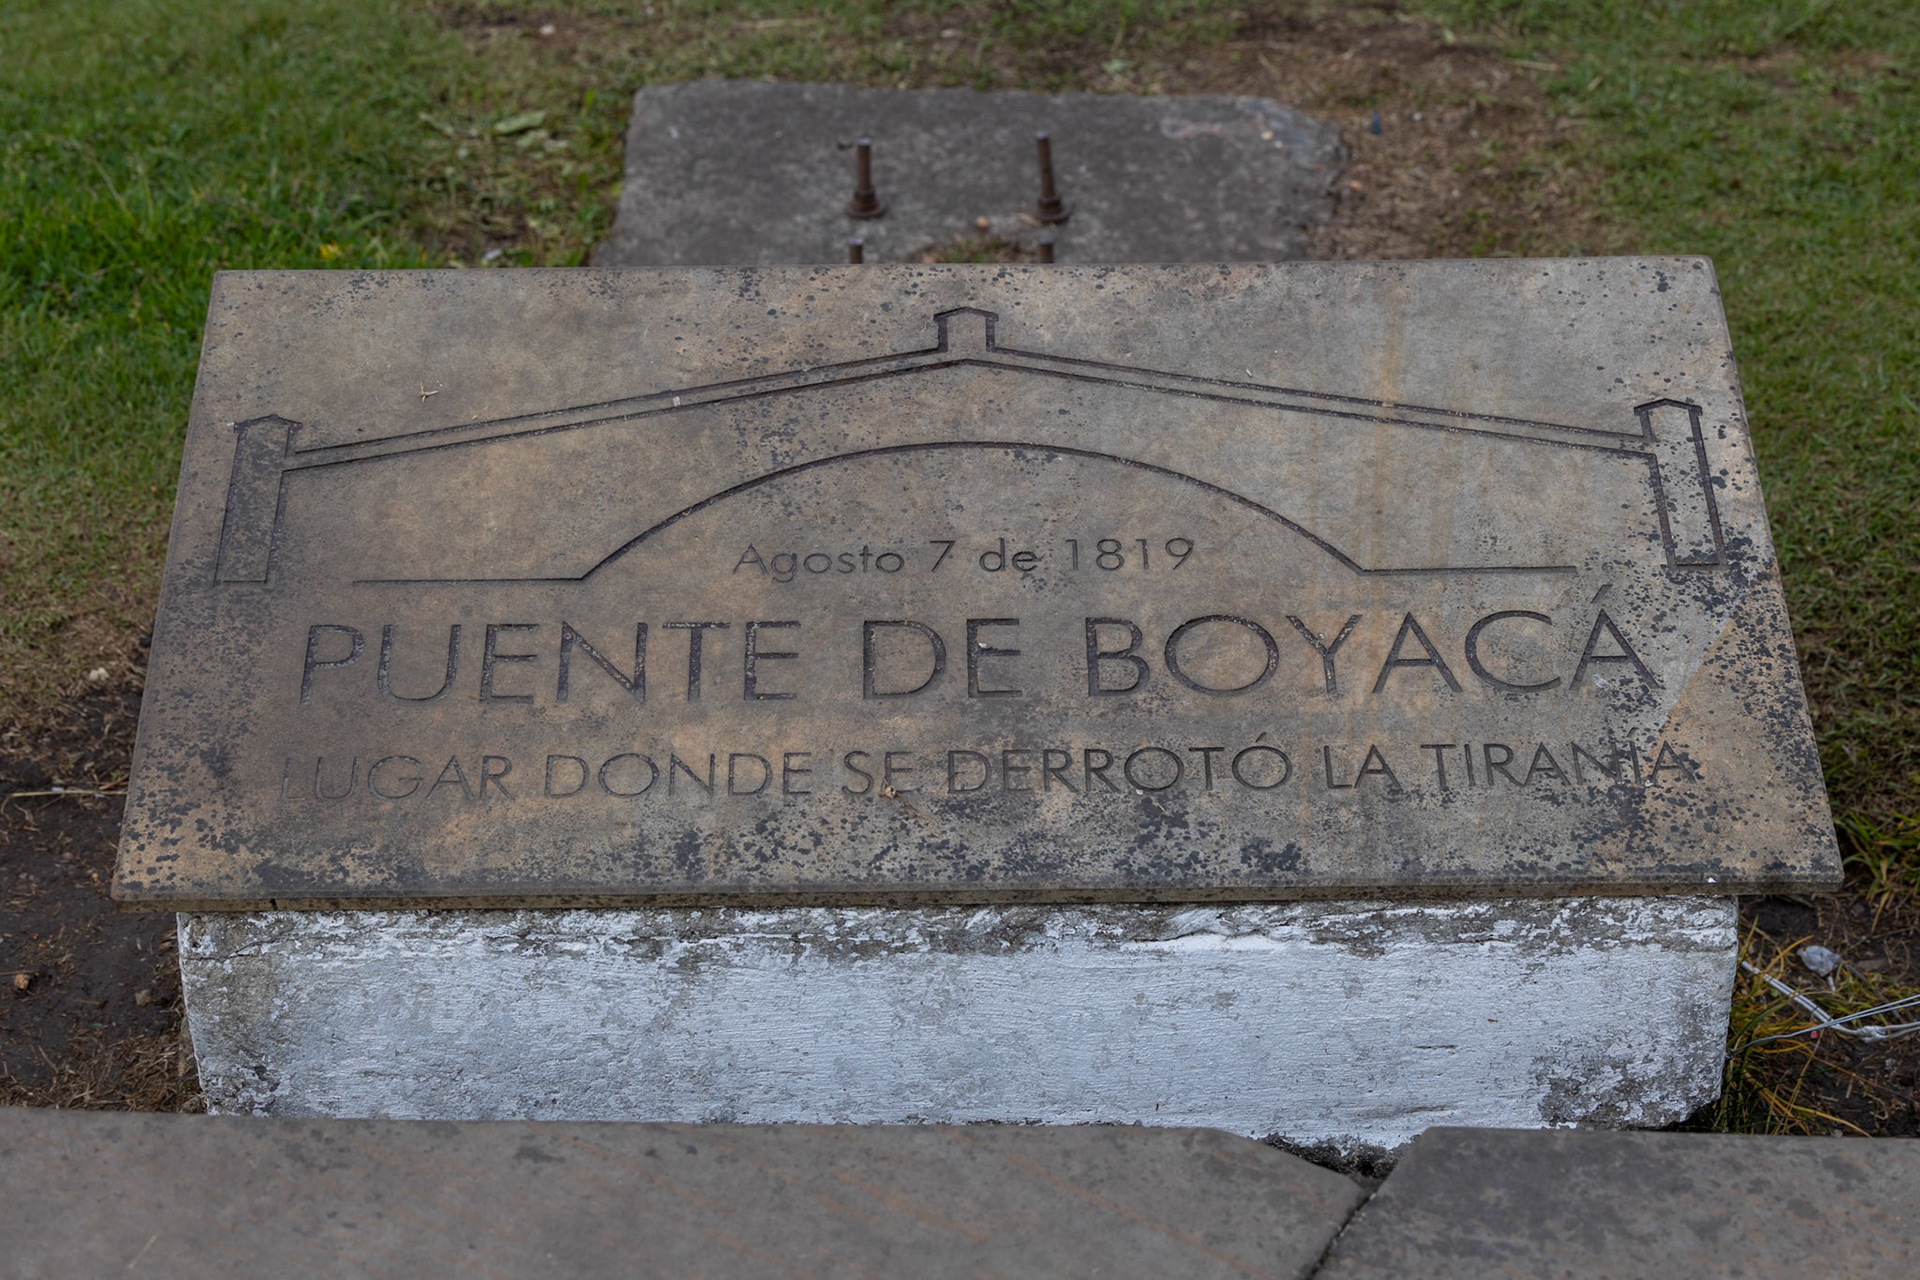 Agosto 7 de 1819
PUENTE DE BOYACÁ
LUGAR DONDE SE DERROTÓ LA TIRANÍA